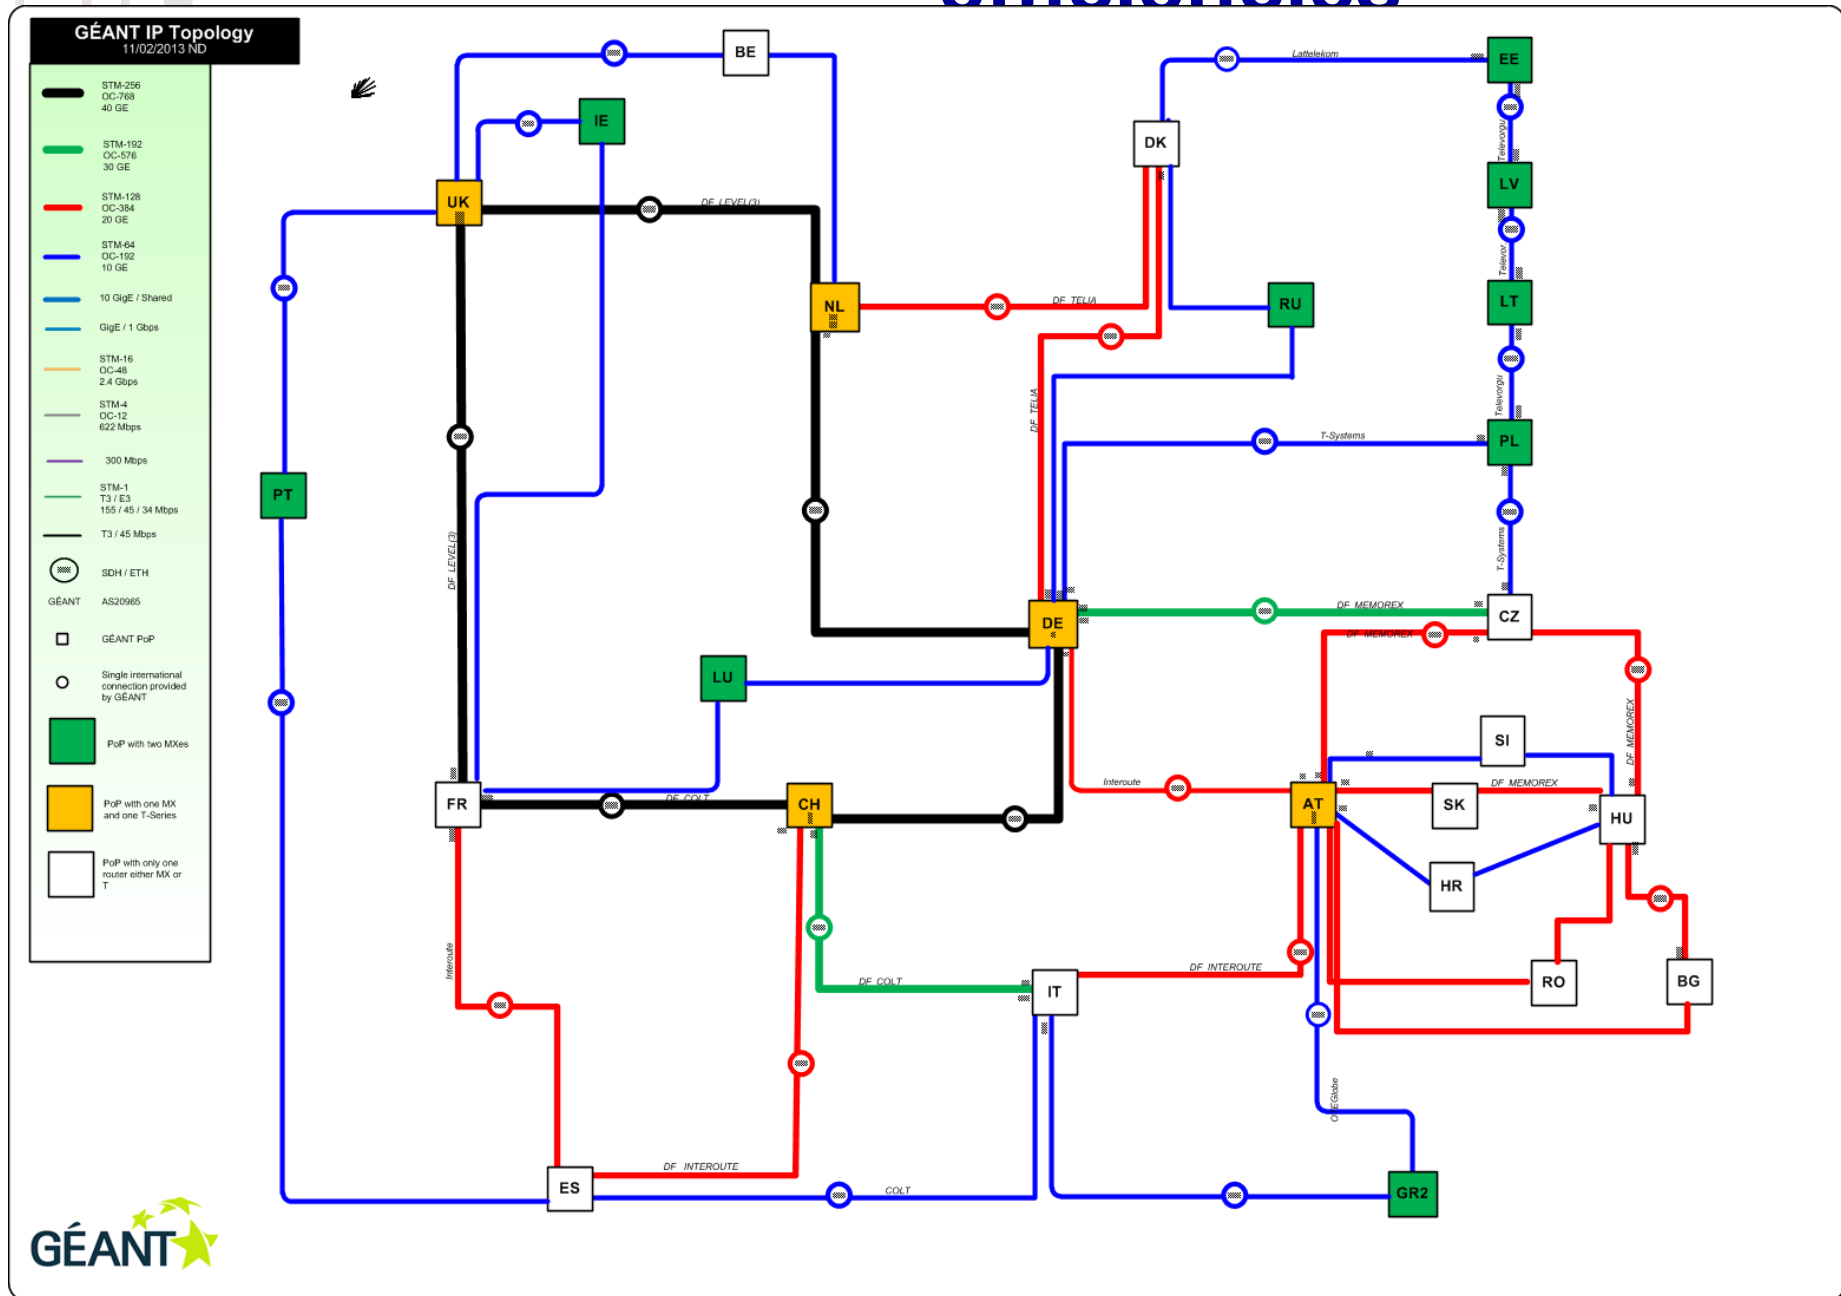 GÉANT IP Topology
11/02/2013 ND
STM-256
OC-768
40 GE
STM-192
OC-576
30 GE
STM-128
OC-384
20 GE
STM-64
OC-192
10 GE
10 GigE / Shared
GigE / 1 Gbps
STM-16
OC-48
2.4 Gbps
STM-4
OC-12
622 Mbps
300 Mbps
STM-1
T3 / E3
155 / 45 / 34 Mbps
T3 / 45 Mbps
SDH / ETH
GÉANT AS20965
GÉANT PoP
Single international
connection provided
by GÉANT
PoP with two MXes
PoP with one MX
and one T-Series
PoP with only one
router either MX or
T
GÉANT
BE
IE
UK
DF LEVEL(3)
NL
DF TELIA
DK
Lattelekom
EE
Televorgu
LV
Televor
LT
Televorgu
RU
DF TELIA
T-Systems
PL
T-Systems
PT
DF LEVEL(3)
DE
DF MEMOREX
CZ
DF MEMOREX
LU
DF MEMOREX
SI
FR
DF COLT
CH
Interoute
AT
SK
DF MEMOREX
HU
HR
Interoute
DF COLT
IT
DF INTEROUTE
RO
BG
ES
DF INTEROUTE
COLT
GR2